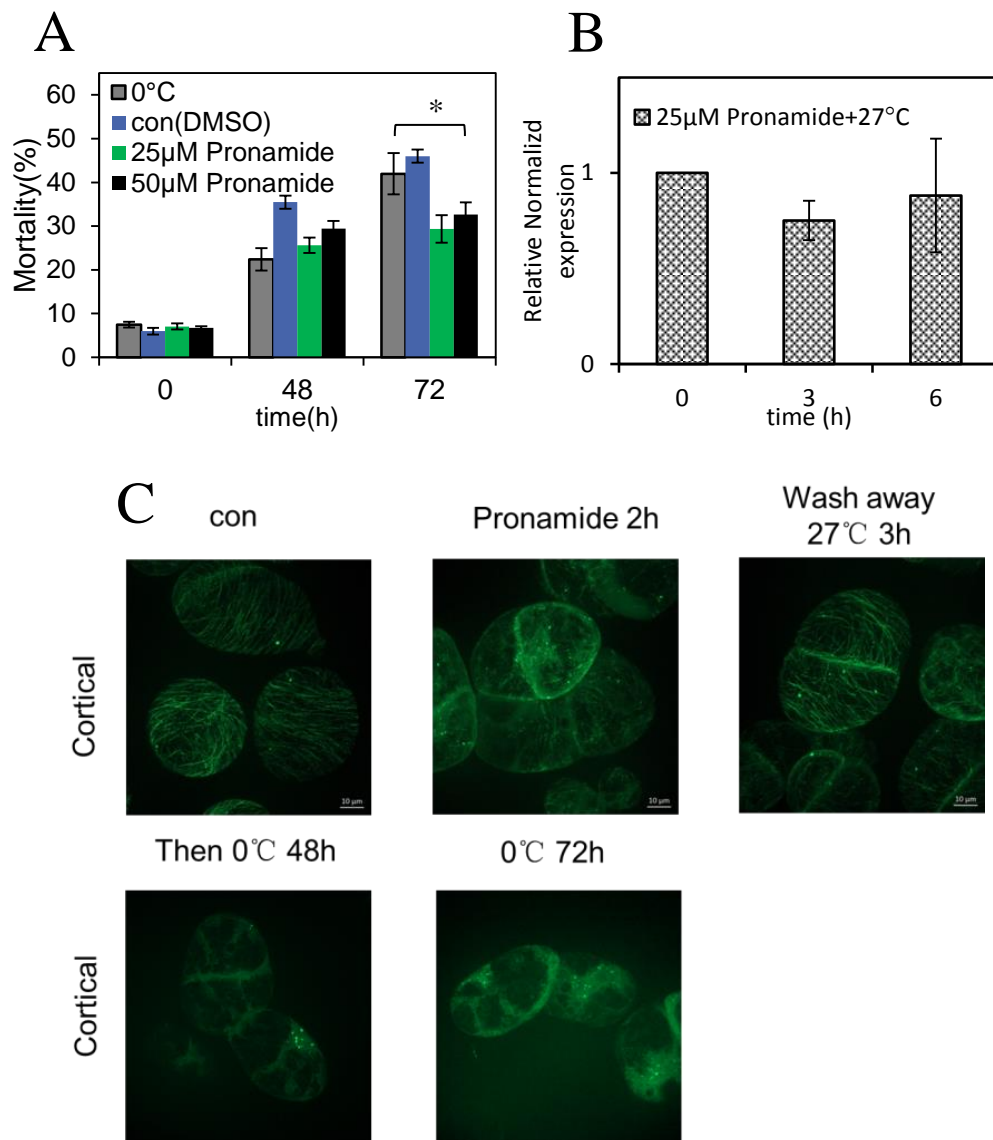 A
60
50
40
30
20
10
0
Mortality(%)
0°C
con(DMSO)
25μM Pronamide
50μM Pronamide
*
0 48 72
time(h)
B
1
0
Relative Normalizd
expression
25μM Pronamide+27°C
0 3 6
time (h)
C
con
Pronamide 2h
Wash away
27℃ 3h
Cortical
10 μm
10 μm
10 μm
Then 0℃ 48h
0℃ 72h
Cortical